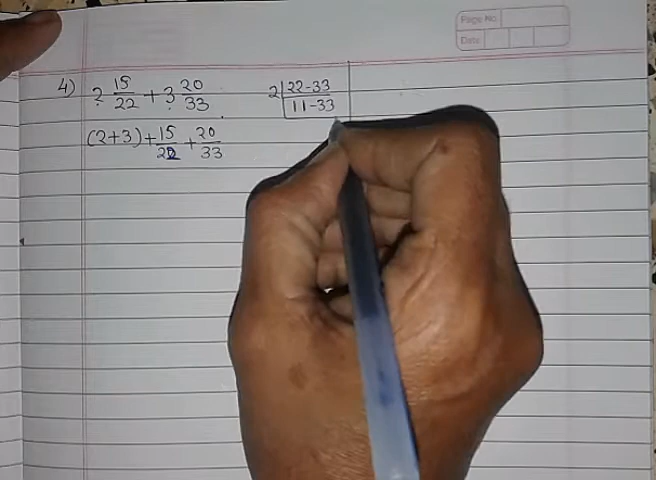 Page No
Date
4) 2 15/22 + 3 20/33
2 | 22-33
11-33
(2+3) + 15/22 + 20/33